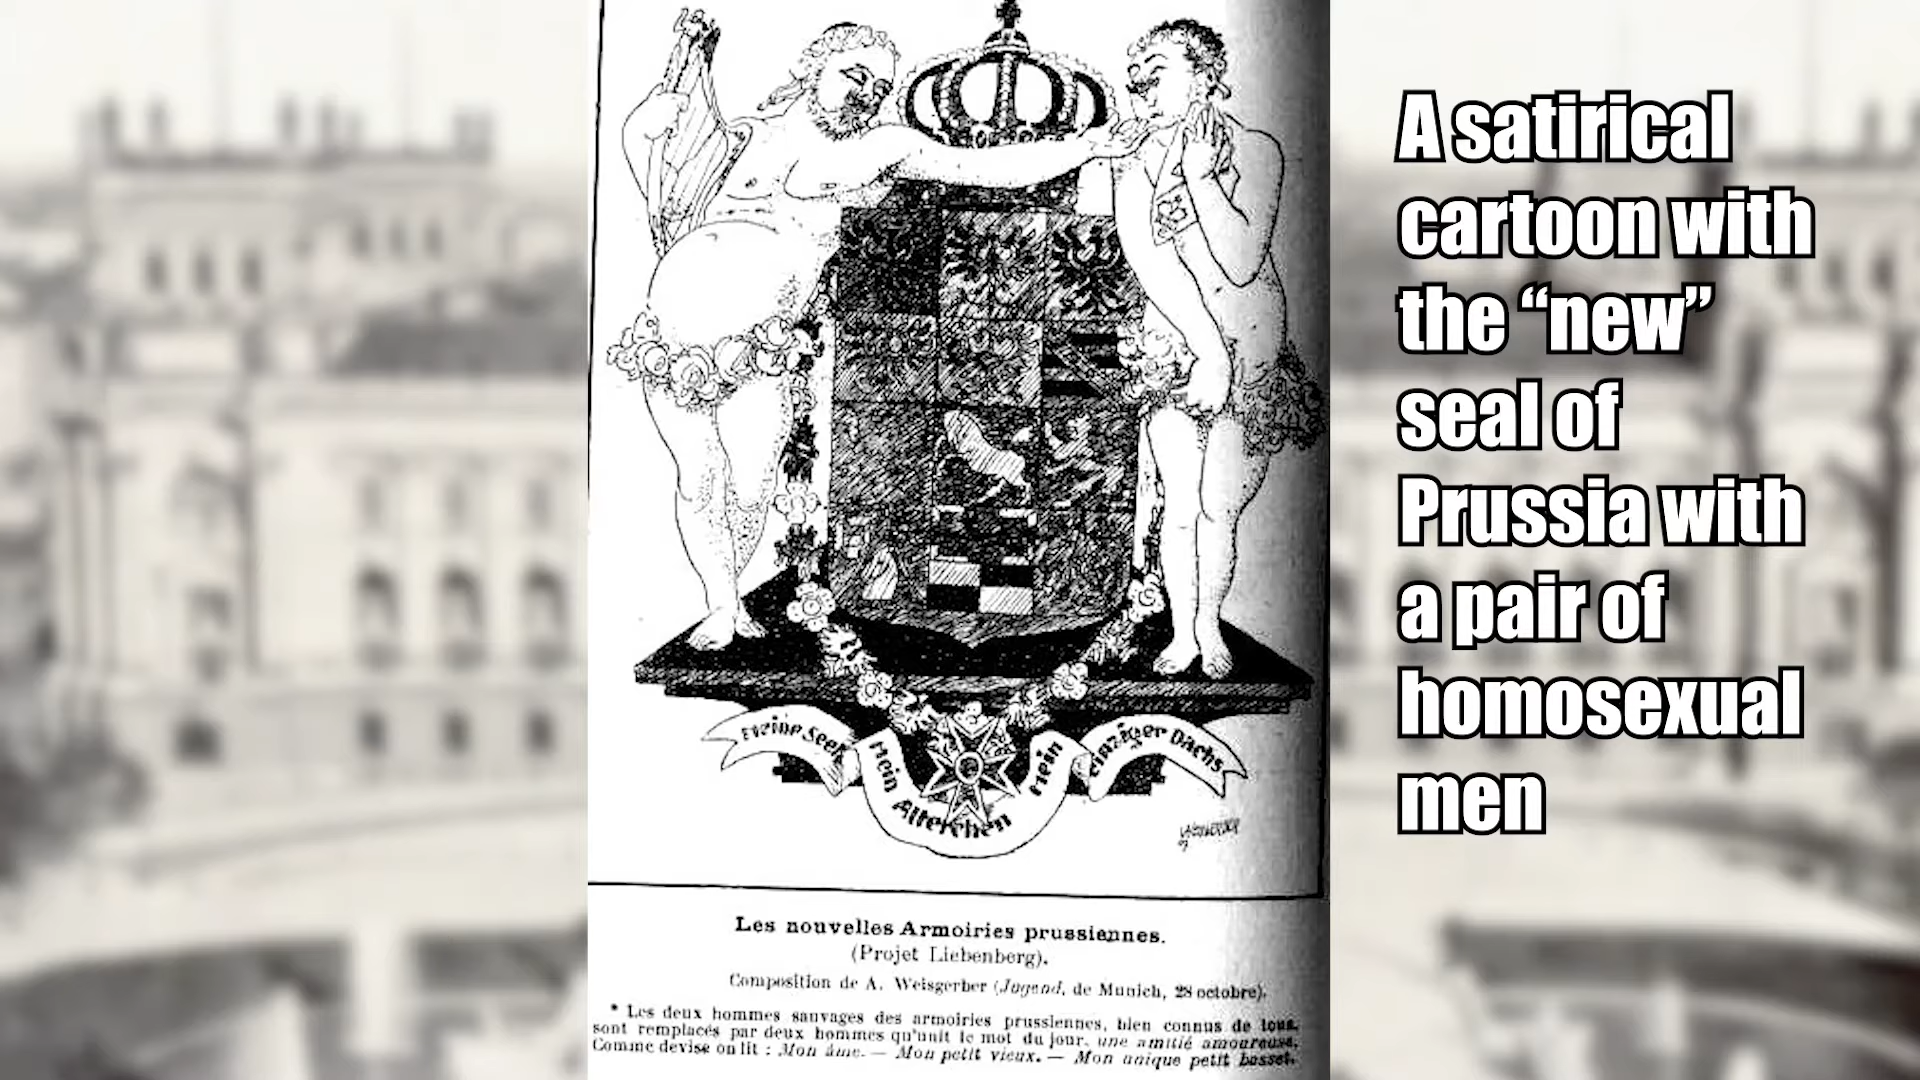 A satirical
cartoon with
the “new”
seal of
Prussia with
a pair of
homosexual
men
meine Seele
Mein Alterchen Mein
einziger Dachs
Les nouvelles Armoiries prussiennes.
(Projet Liebenberg).
Composition de A. Weisgerber (Jugend, de Munich, 28 octobre).
* Les deux hommes sauvages des armoiries prussiennes, bien connus de tous,
sont remplacés par deux hommes qu'unit le mot du jour, une amitié amoureuse.
Comme devise on lit : Mon âme. — Mon petit vieux. — Mon unique petit basset.